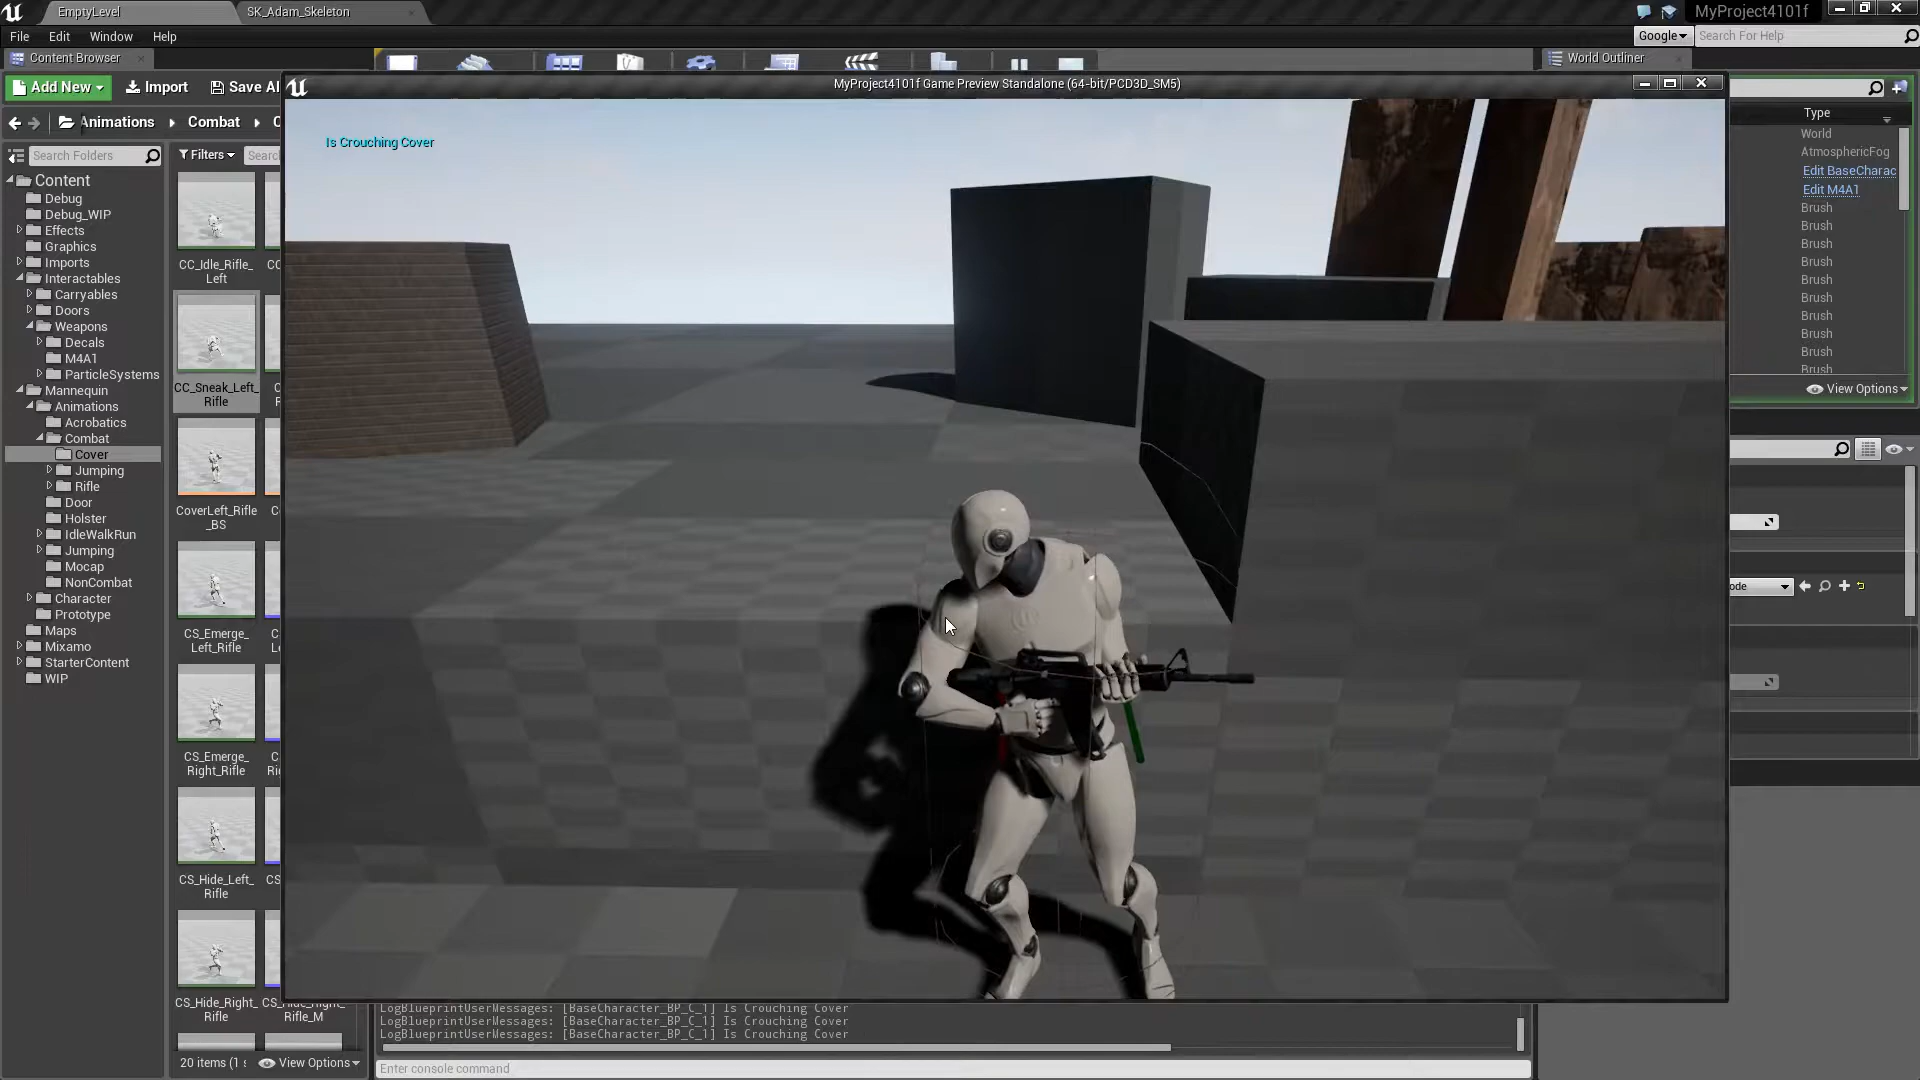 EmptyLevel
SK_Adam_Skeleton
MyProject4101f
File Edit Window Help
Google
Search For Help
Content Browser
World Outliner
Add New
Import
Save Al
MyProject4101f Game Preview Standalone (64-bit/PCD3D_SM5)
Animations
Combat
C
Type
Search Folders
Filters
Searc
Is Crouching Cover
World
AtmosphericFog
Edit BaseCharac
Edit M4A1
Brush
Brush
Brush
Brush
Brush
Brush
Brush
Brush
Brush
Brush
View Options
ode
Content
Debug
Debug_WIP
Effects
Graphics
Imports
Interactables
Carryables
Doors
Weapons
Decals
M4A1
ParticleSystems
Mannequin
Animations
Acrobatics
Combat
Cover
Jumping
Rifle
Door
Holster
IdleWalkRun
Jumping
Mocap
NonCombat
Character
Prototype
Maps
Mixamo
StarterContent
WIP
CC_Idle_Rifle_
Left
CC_Sneak_Left_
Rifle
CoverLeft_Rifle
_BS
CS_Emerge_
Left_Rifle
CS_Emerge_
Right_Rifle
CS_Hide_Left_
Rifle
CS_Hide_Right_
Rifle
CS_Hide_Right_
Rifle_M
20 items (1 s
View Options
LogBlueprintUserMessages: [BaseCharacter_BP_C_1] Is Crouching Cover
LogBlueprintUserMessages: [BaseCharacter_BP_C_1] Is Crouching Cover
LogBlueprintUserMessages: [BaseCharacter_BP_C_1] Is Crouching Cover
Enter console command